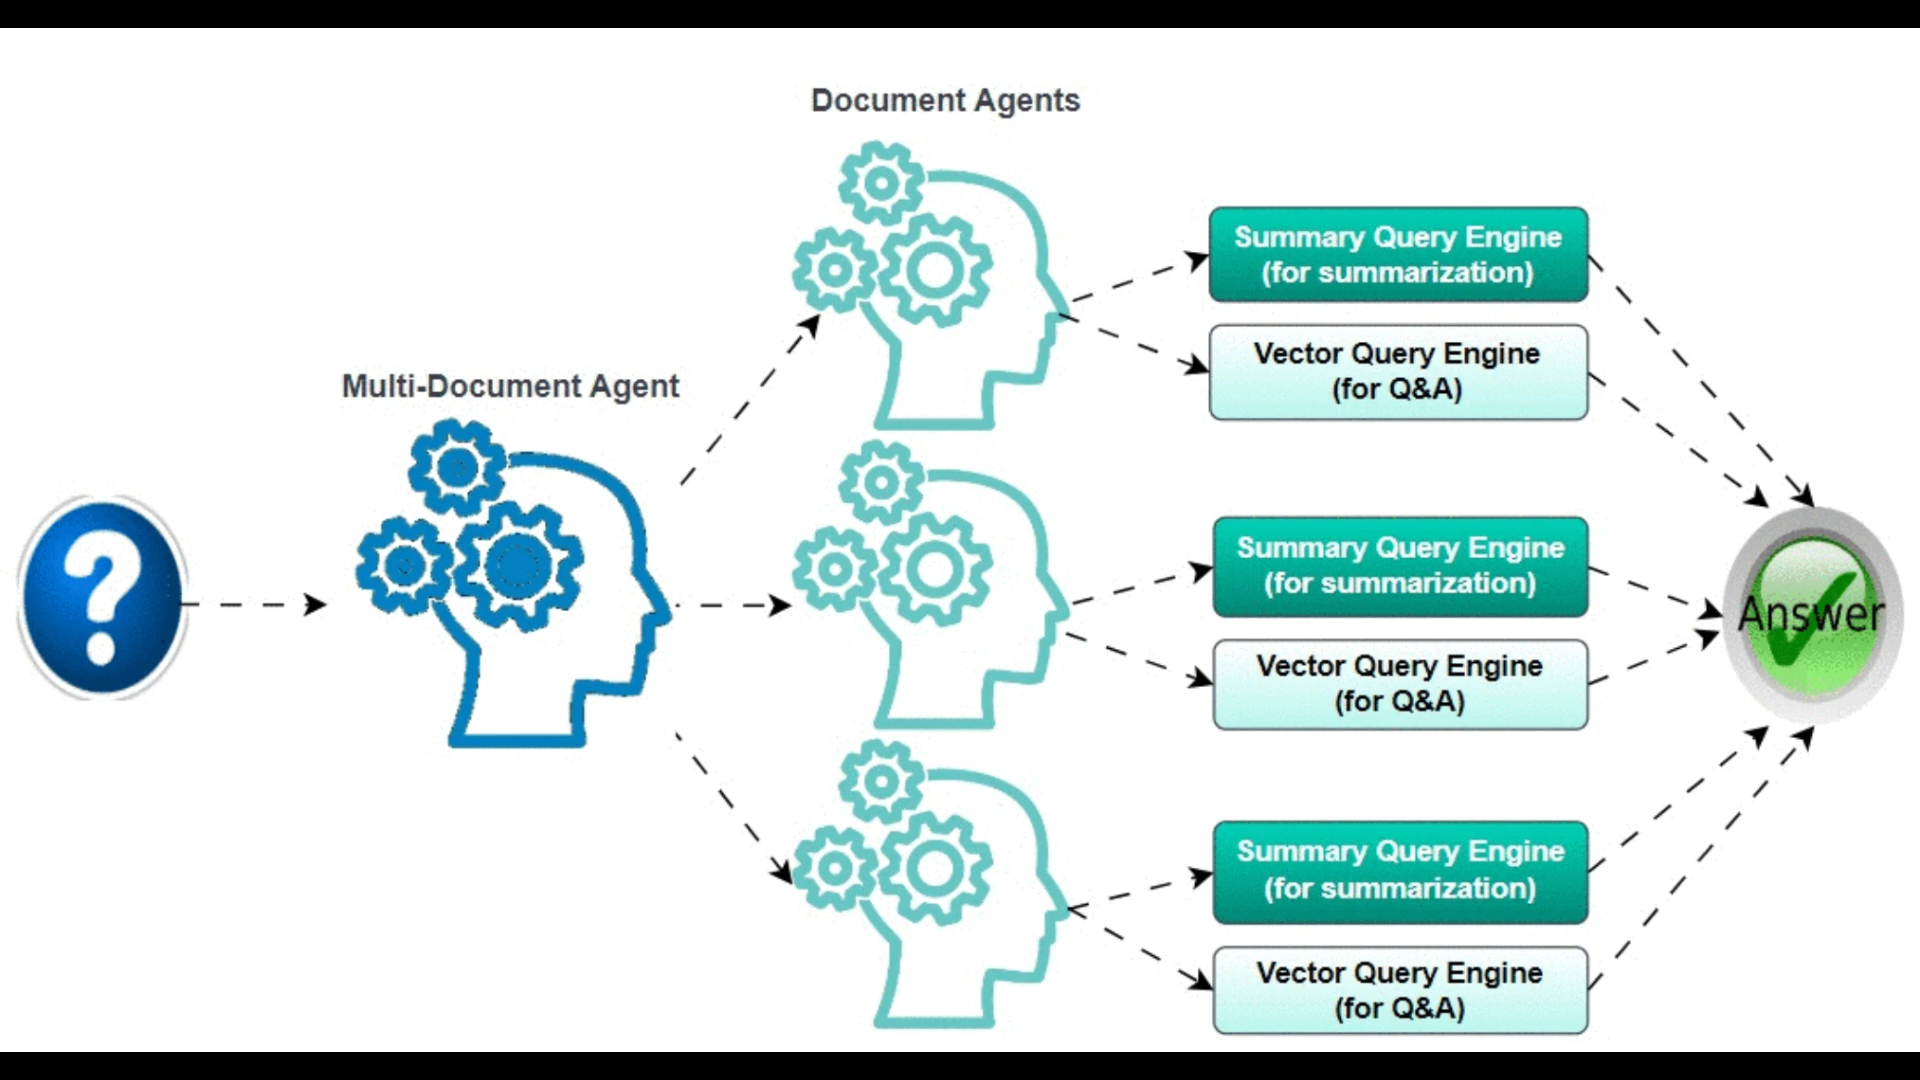 Document Agents
Multi-Document Agent
?
Summary Query Engine
(for summarization)
Vector Query Engine
(for Q&A)
Summary Query Engine
(for summarization)
Vector Query Engine
(for Q&A)
Summary Query Engine
(for summarization)
Vector Query Engine
(for Q&A)
Answer